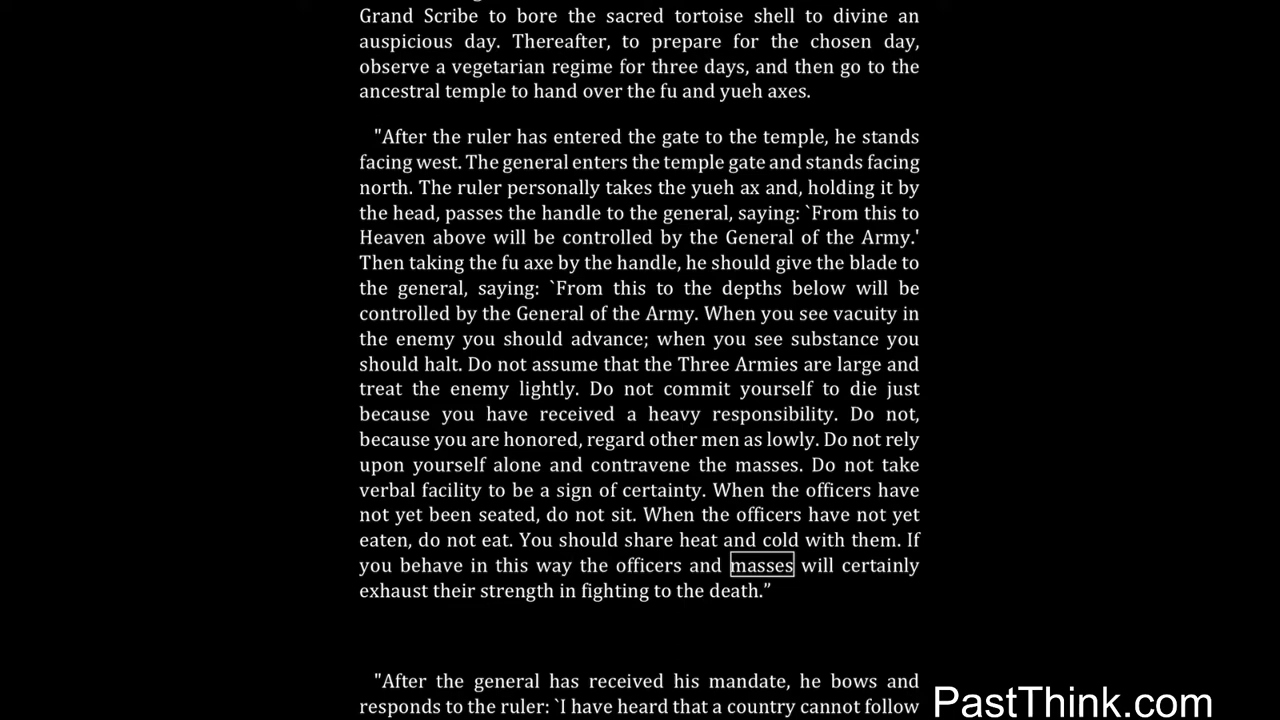 Grand Scribe to bore the sacred tortoise shell to divine an
auspicious day. Thereafter, to prepare for the chosen day,
observe a vegetarian regime for three days, and then go to the
ancestral temple to hand over the fu and yueh axes.
"After the ruler has entered the gate to the temple, he stands
facing west. The general enters the temple gate and stands facing
north. The ruler personally takes the yueh ax and, holding it by
the head, passes the handle to the general, saying: `From this to
Heaven above will be controlled by the General of the Army.'
Then taking the fu axe by the handle, he should give the blade to
the general, saying: `From this to the depths below will be
controlled by the General of the Army. When you see vacuity in
the enemy you should advance; when you see substance you
should halt. Do not assume that the Three Armies are large and
treat the enemy lightly. Do not commit yourself to die just
because you have received a heavy responsibility. Do not,
because you are honored, regard other men as lowly. Do not rely
upon yourself alone and contravene the masses. Do not take
verbal facility to be a sign of certainty. When the officers have
not yet been seated, do not sit. When the officers have not yet
eaten, do not eat. You should share heat and cold with them. If
you behave in this way the officers and masses will certainly
exhaust their strength in fighting to the death.”
"After the general has received his mandate, he bows and
responds to the ruler: `I have heard that a country cannot follow
PastThink.com